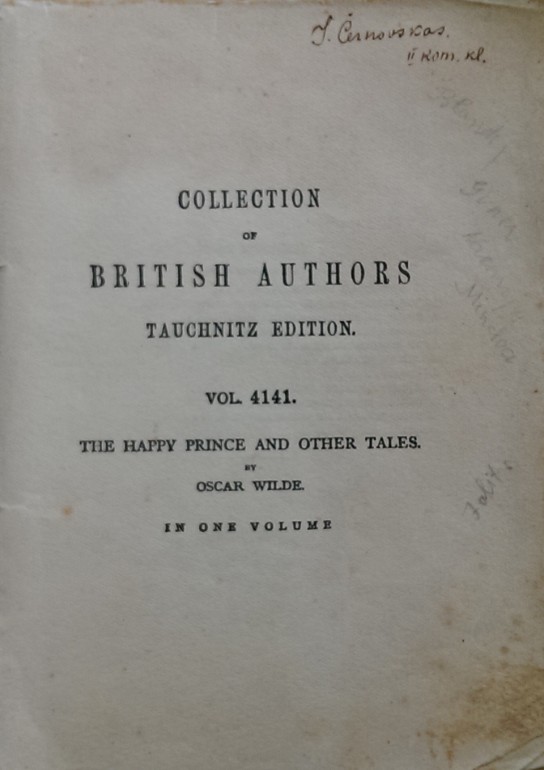 J. Černovskas.
II kom. kl.
COLLECTION
OF
BRITISH AUTHORS
TAUCHNITZ EDITION.
VOL. 4141.
THE HAPPY PRINCE AND OTHER TALES.
BY
OSCAR WILDE.
IN ONE VOLUME